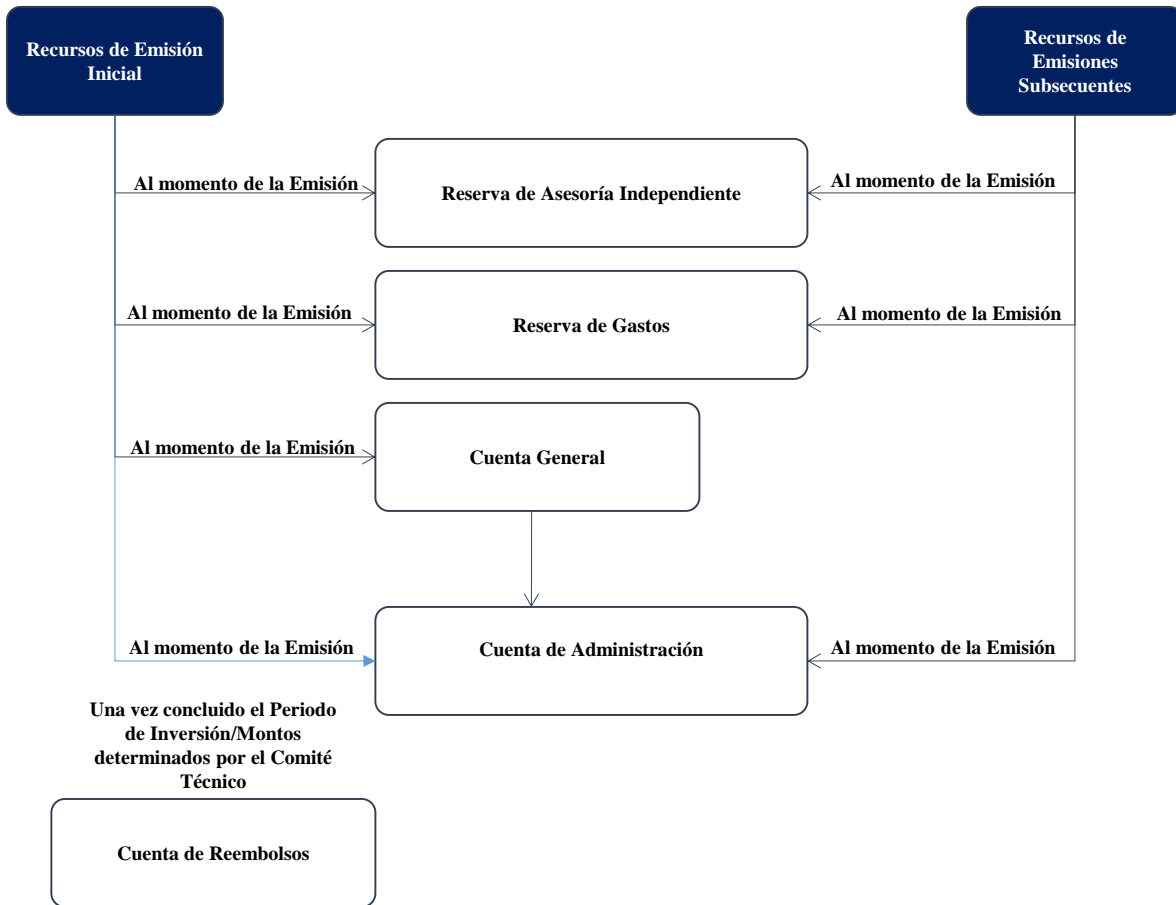 Recursos de Emisión
Inicial
Recursos de
Emisiones
Subsecuentes
Al momento de la Emisión
Reserva de Asesoría Independiente
Al momento de la Emisión
Al momento de la Emisión
Reserva de Gastos
Al momento de la Emisión
Al momento de la Emisión
Cuenta General
Al momento de la Emisión
Cuenta de Administración
Al momento de la Emisión
Una vez concluido el Periodo
de Inversión/Montos
determinados por el Comité
Técnico
Cuenta de Reembolsos